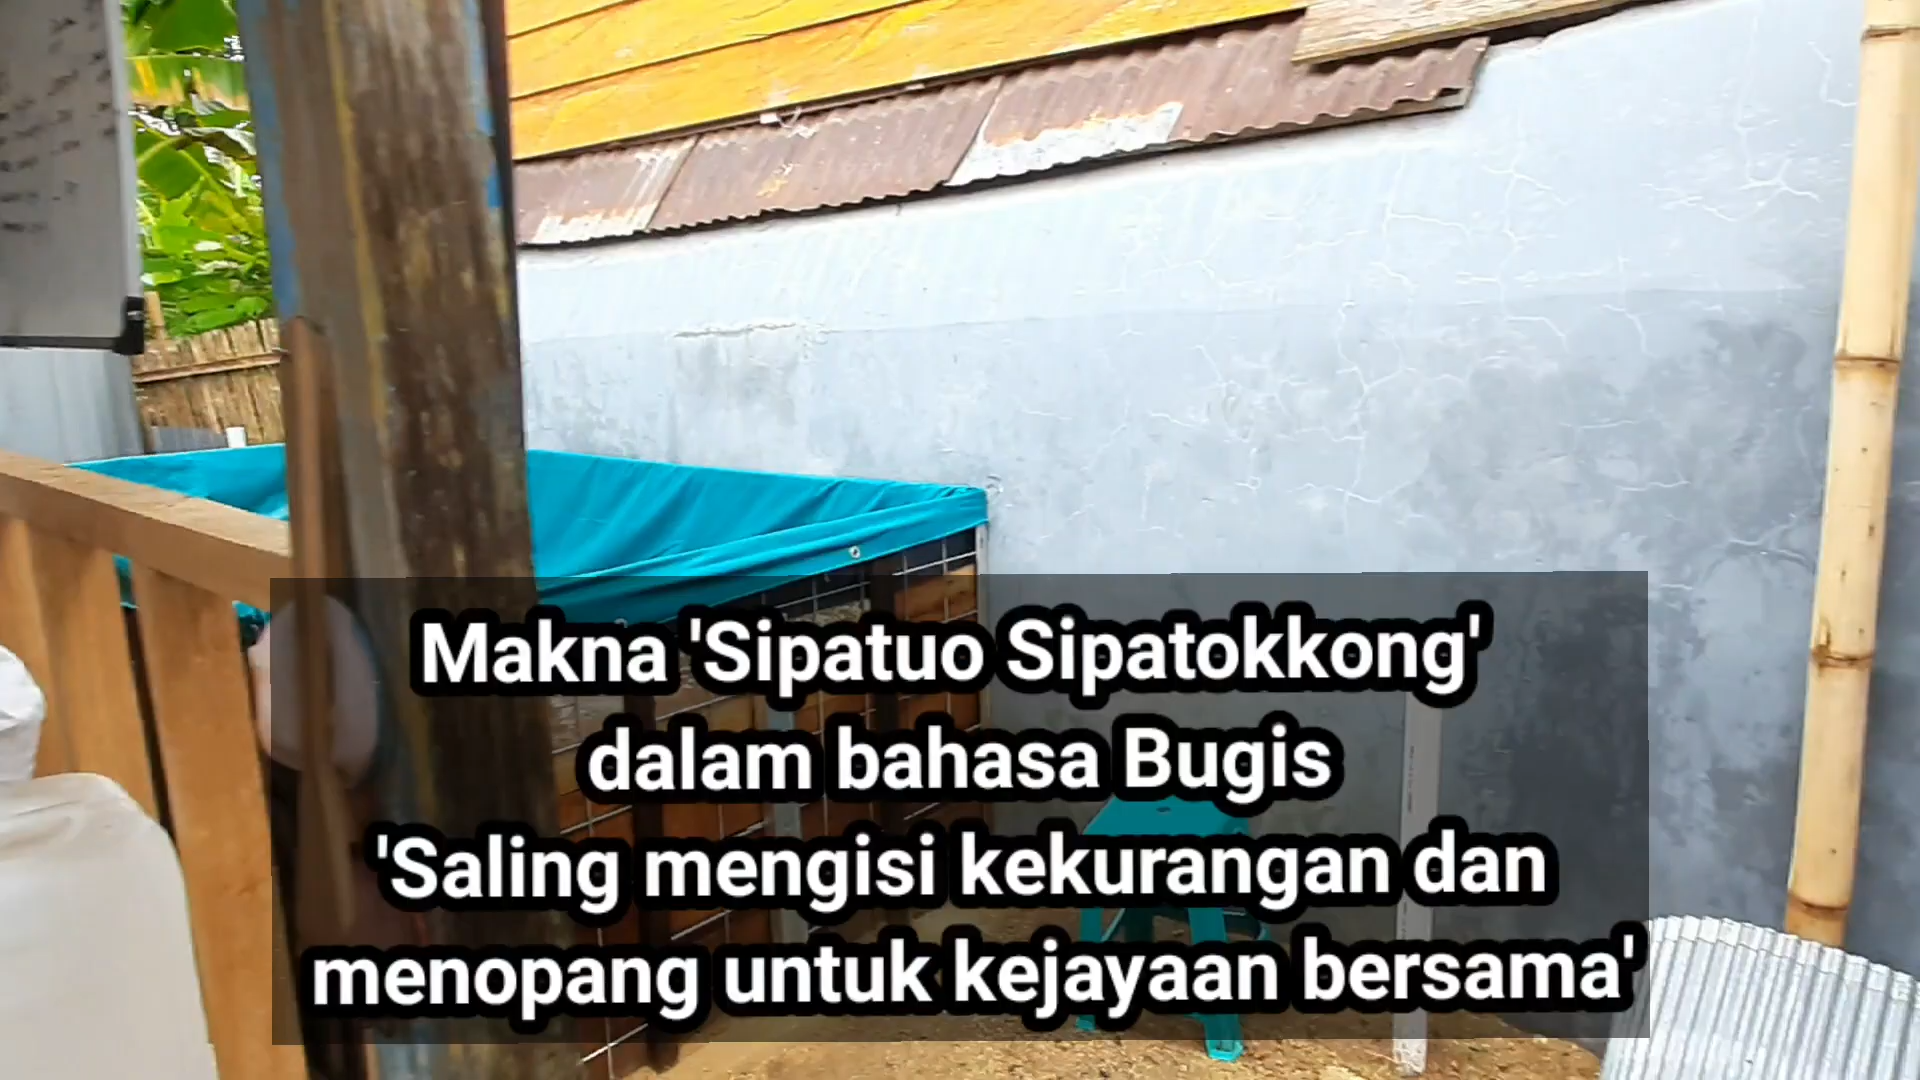 Makna 'Sipatuo Sipatokkong'
dalam bahasa Bugis
'Saling mengisi kekurangan dan
menopang untuk kejayaan bersama'